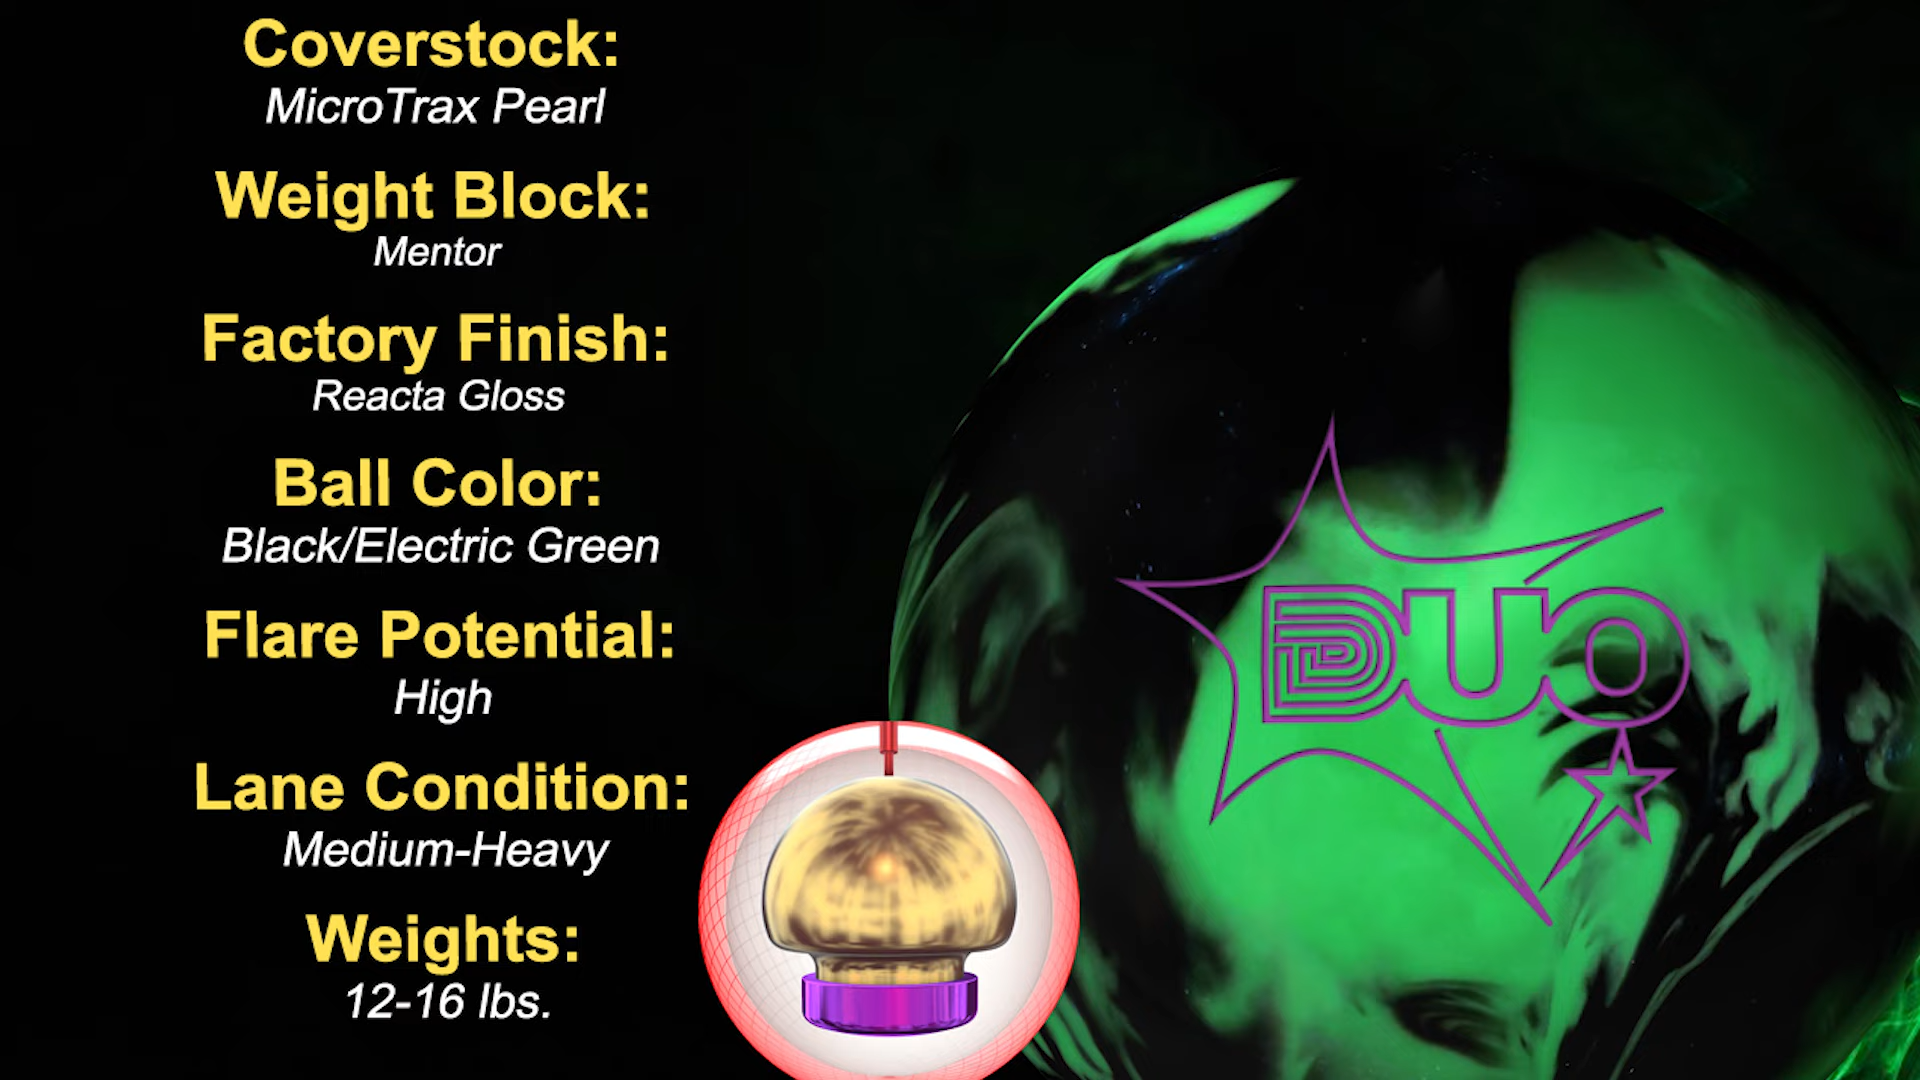 Coverstock:
MicroTrax Pearl
Weight Block:
Mentor
Factory Finish:
Reacta Gloss
Ball Color:
Black/Electric Green
Flare Potential:
High
Lane Condition:
Medium-Heavy
Weights:
12-16 lbs.
DUO